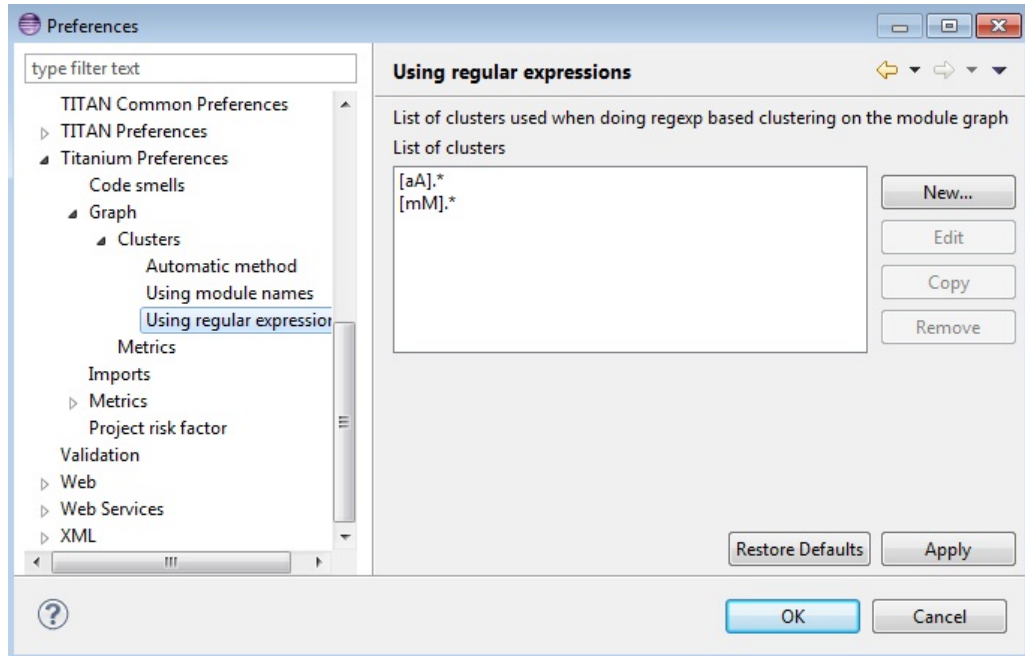 Preferences
type filter text
TITAN Common Preferences
TITAN Preferences
Titanium Preferences
Code smells
Graph
Clusters
Automatic method
Using module names
Using regular expression
Metrics
Imports
Metrics
Project risk factor
Validation
Web
Web Services
XML
Using regular expressions
List of clusters used when doing regexp based clustering on the module graph
List of clusters
[aA].*
[mM].*
New...
Edit
Copy
Remove
Restore Defaults
Apply
?
OK
Cancel